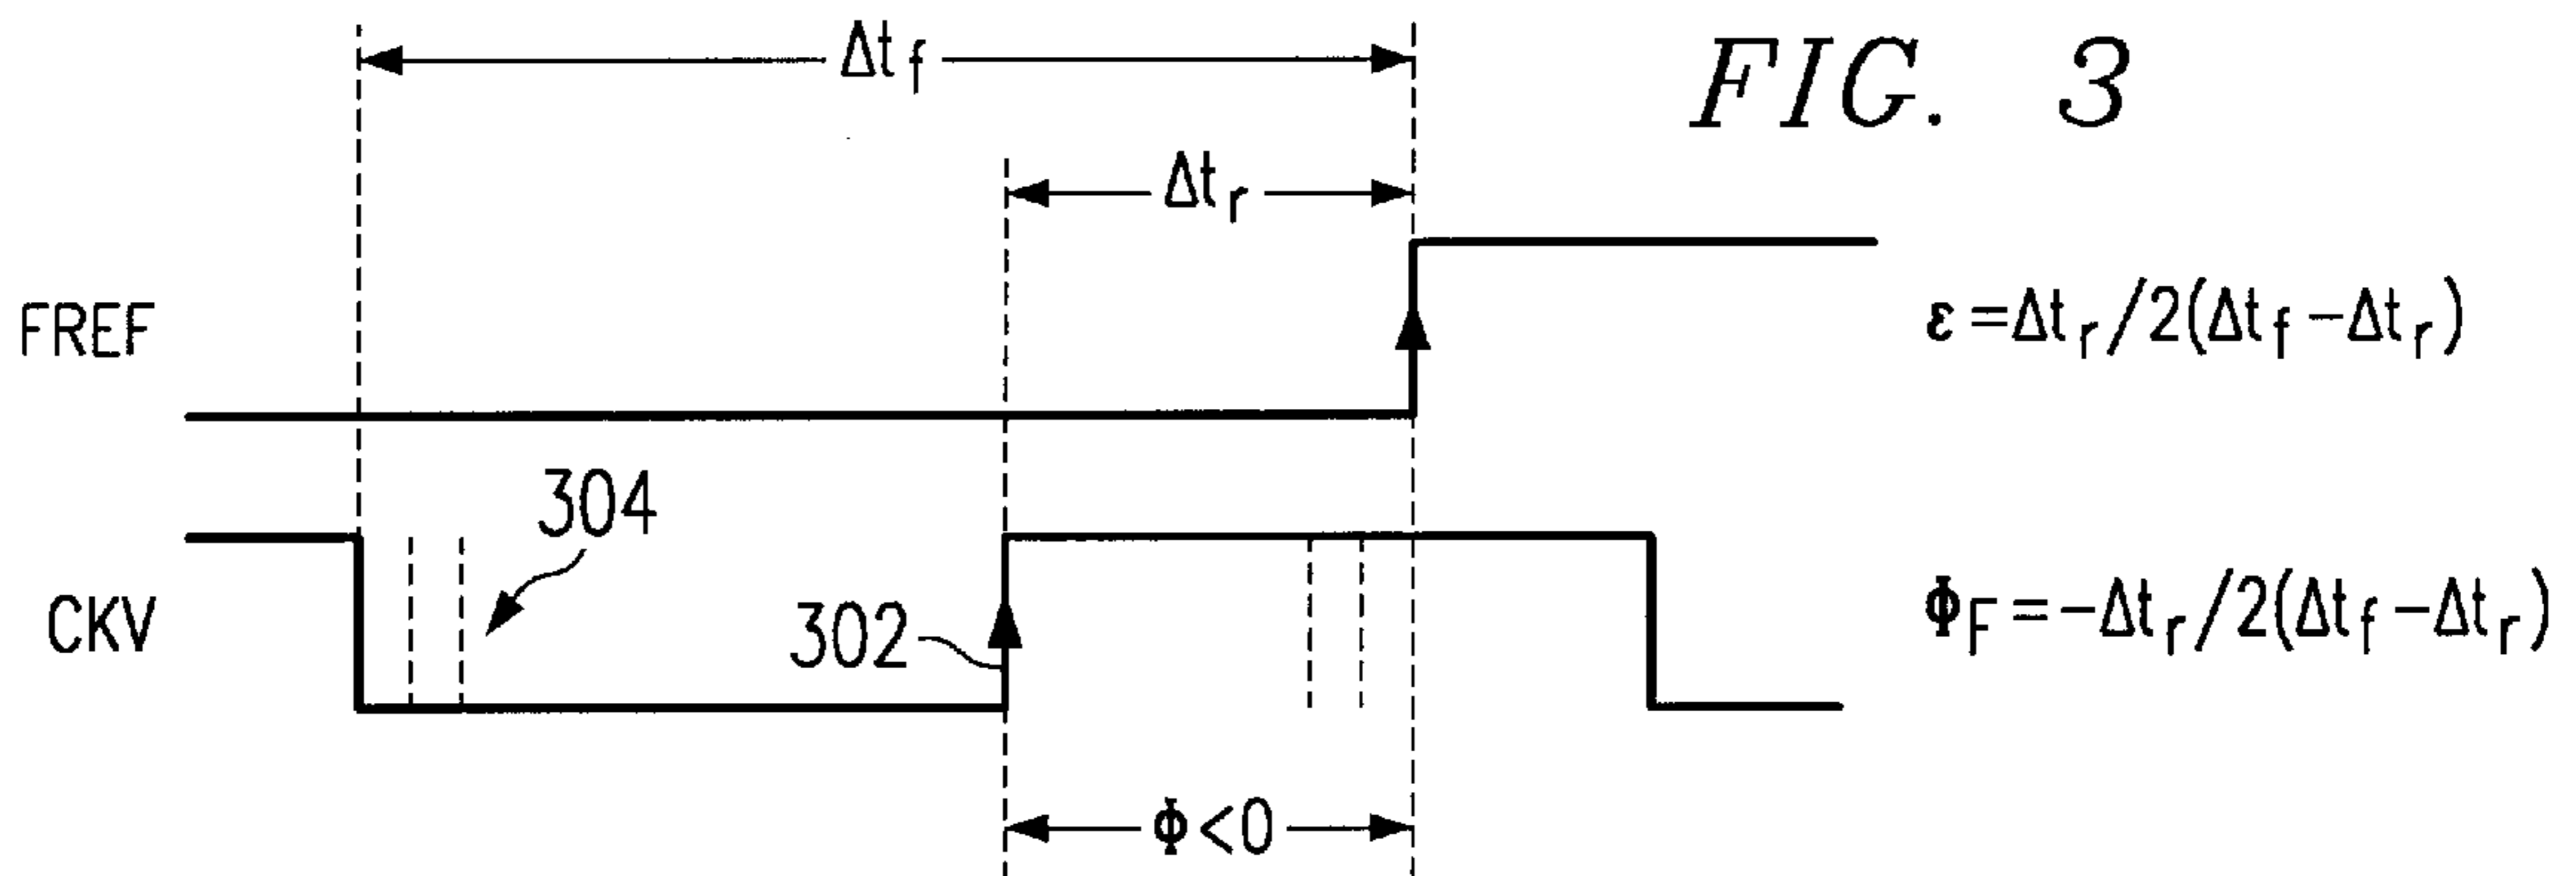 Δt f
FIG. 3
Δt r
FREF
ε=Δt r /2(Δt f −Δt r )
304
CKV
302
Φ F =−Δt r /2(Δt f −Δt r )
Φ<0